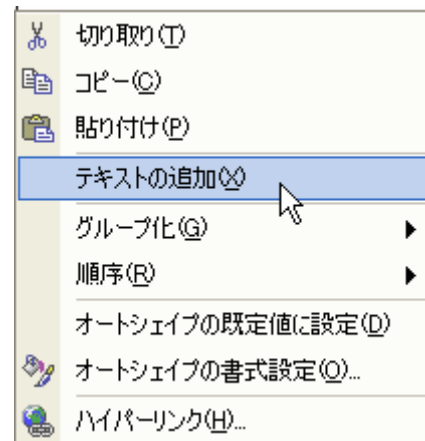 切り取り(T)
コピー(C)
貼り付け(P)
テキストの追加(X)
グループ化(G)
順序(R)
オートシェイプの既定値に設定(D)
オートシェイプの書式設定(O)...
ハイパーリンク(H)...